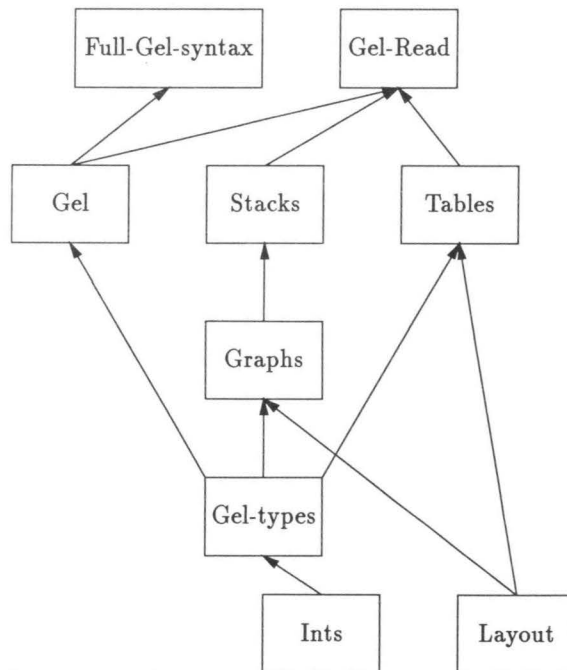 Full-Gel-syntax
Gel-Read
Gel
Stacks
Tables
Graphs
Gel-types
Ints
Layout